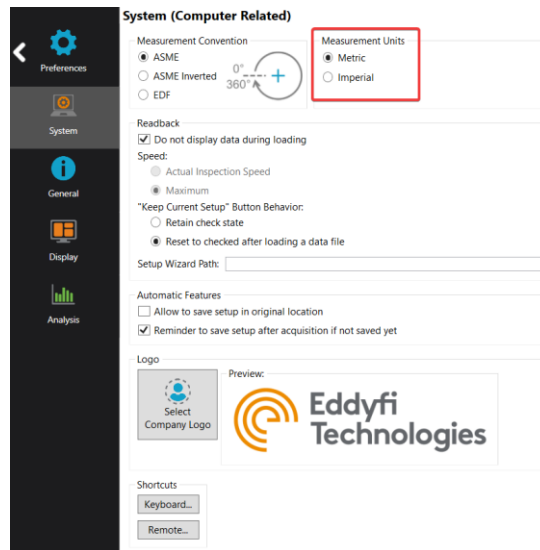 System (Computer Related)
Preferences
System
General
Display
Analysis
Measurement Convention
ASME
ASME Inverted
EDF
0°
360°
Measurement Units
Metric
Imperial
Readback
Do not display data during loading
Speed:
Actual Inspection Speed
Maximum
"Keep Current Setup" Button Behavior:
Retain check state
Reset to checked after loading a data file
Setup Wizard Path:
Automatic Features
Allow to save setup in original location
Reminder to save setup after acquisition if not saved yet
Logo
Select
Company Logo
Preview:
Eddyfi
Technologies
Shortcuts
Keyboard...
Remote...